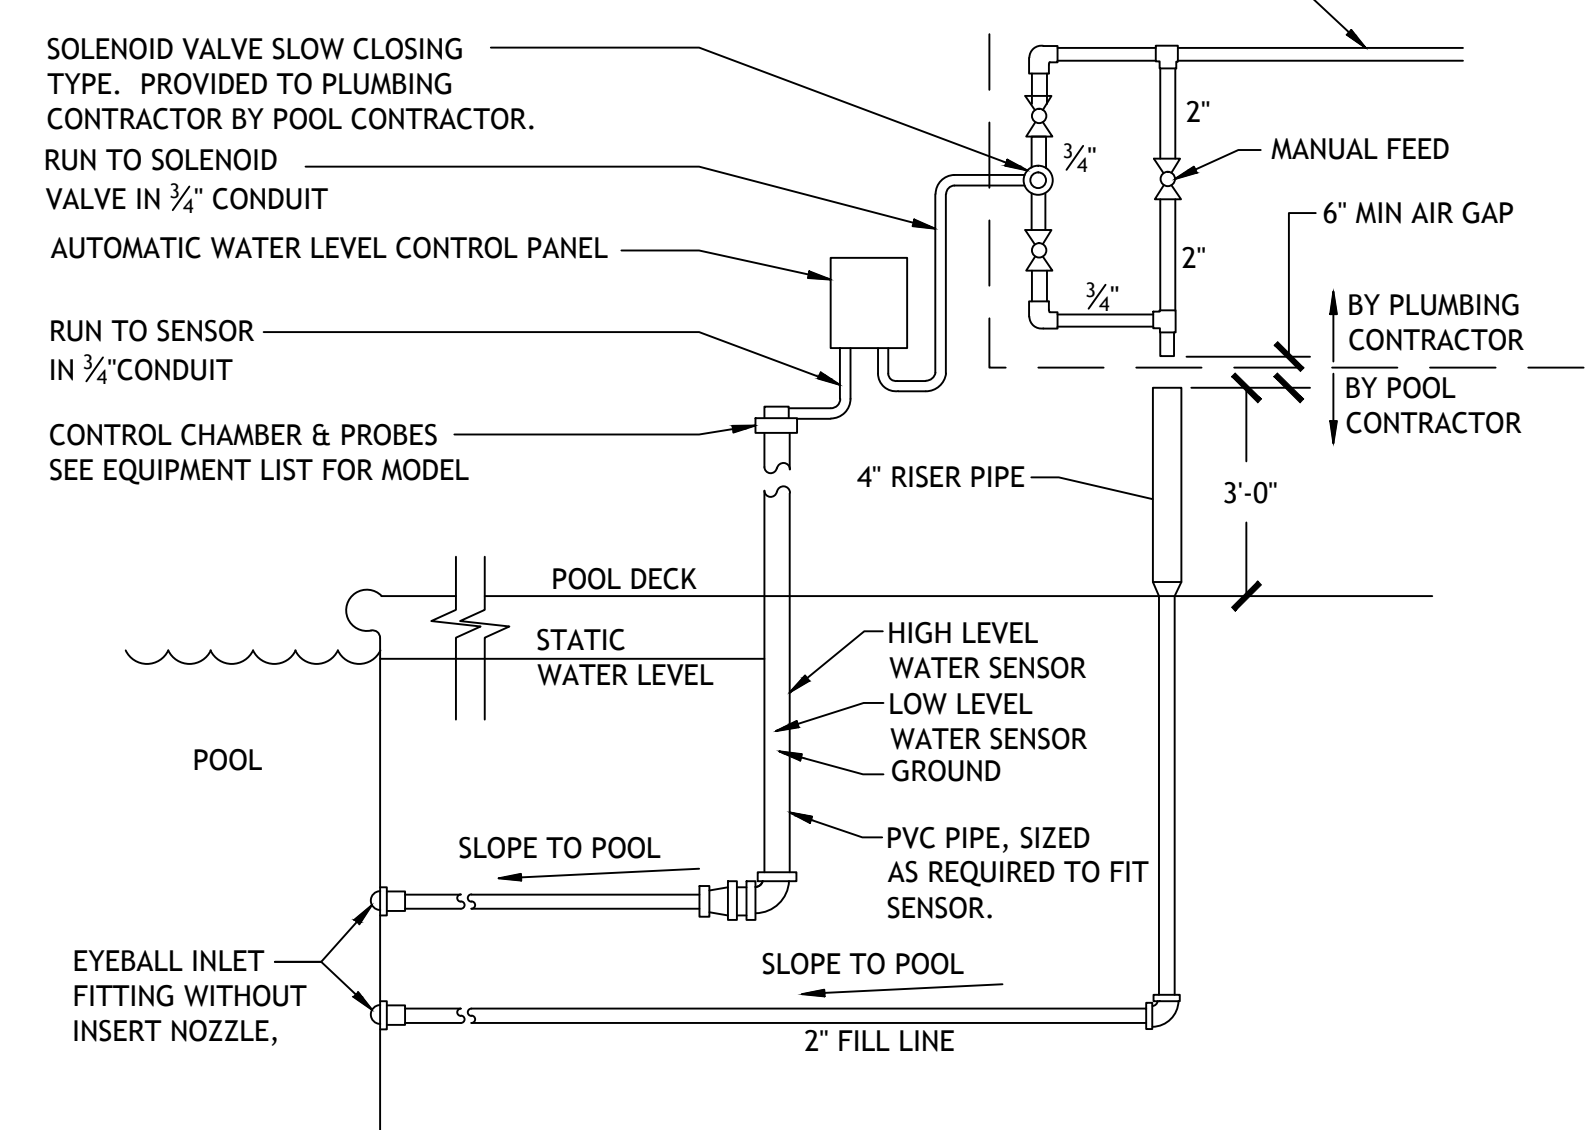 SOLENOID VALVE SLOW CLOSING
TYPE.  PROVIDED TO PLUMBING
CONTRACTOR BY POOL CONTRACTOR.
RUN TO SOLENOID
VALVE IN ¾" CONDUIT
AUTOMATIC WATER LEVEL CONTROL PANEL
RUN TO SENSOR
IN ¾"CONDUIT
CONTROL CHAMBER & PROBES
SEE EQUIPMENT LIST FOR MODEL
2"
¾"
MANUAL FEED
6" MIN AIR GAP
2"
¾"
BY PLUMBING
CONTRACTOR
BY POOL
CONTRACTOR
4" RISER PIPE
3'-0"
POOL DECK
STATIC
WATER LEVEL
HIGH LEVEL
WATER SENSOR
LOW LEVEL
WATER SENSOR
GROUND
POOL
PVC PIPE, SIZED
AS REQUIRED TO FIT
SENSOR.
SLOPE TO POOL
EYEBALL INLET
FITTING WITHOUT
INSERT NOZZLE,
SLOPE TO POOL
2" FILL LINE